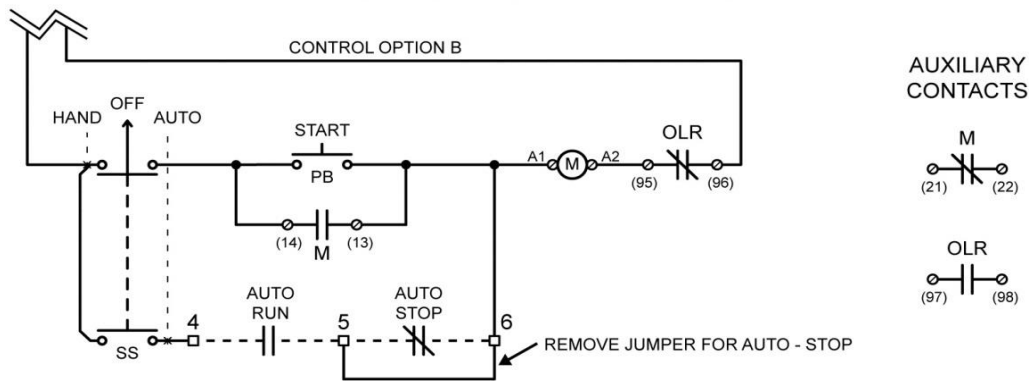 CONTROL OPTION B
AUXILIARY
CONTACTS
OFF
HAND
AUTO
START
OLR
A1
M
A2
PB
(95)
(96)
M
(21)
(22)
(14)
(13)
M
OLR
(97)
(98)
AUTO
RUN
AUTO
STOP
4
5
6
SS
REMOVE JUMPER FOR AUTO - STOP